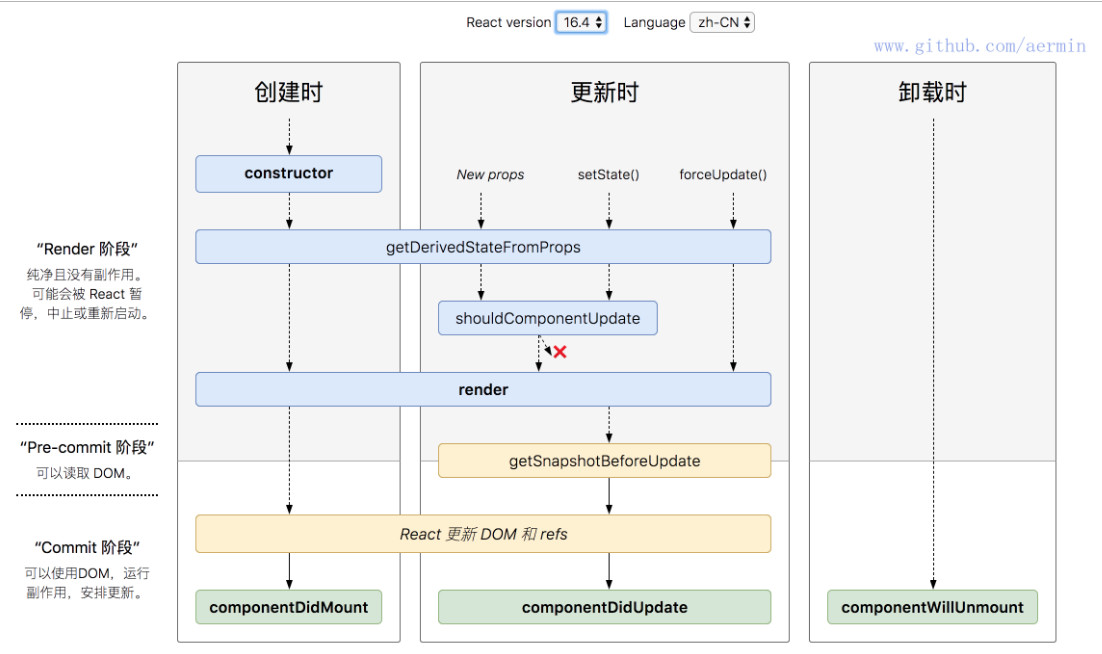 React version 16.4 Language zh-CN
www.github.com/aermin
创建时
更新时
卸载时
constructor
New props
setState()
forceUpdate()
“Render 阶段”
纯净且没有副作用。
可能会被 React 暂
停，中止或重新启动。
getDerivedStateFromProps
shouldComponentUpdate
render
“Pre-commit 阶段”
可以读取 DOM。
getSnapshotBeforeUpdate
React 更新 DOM 和 refs
“Commit 阶段”
可以使用DOM，运行
副作用，安排更新。
componentDidMount
componentDidUpdate
componentWillUnmount